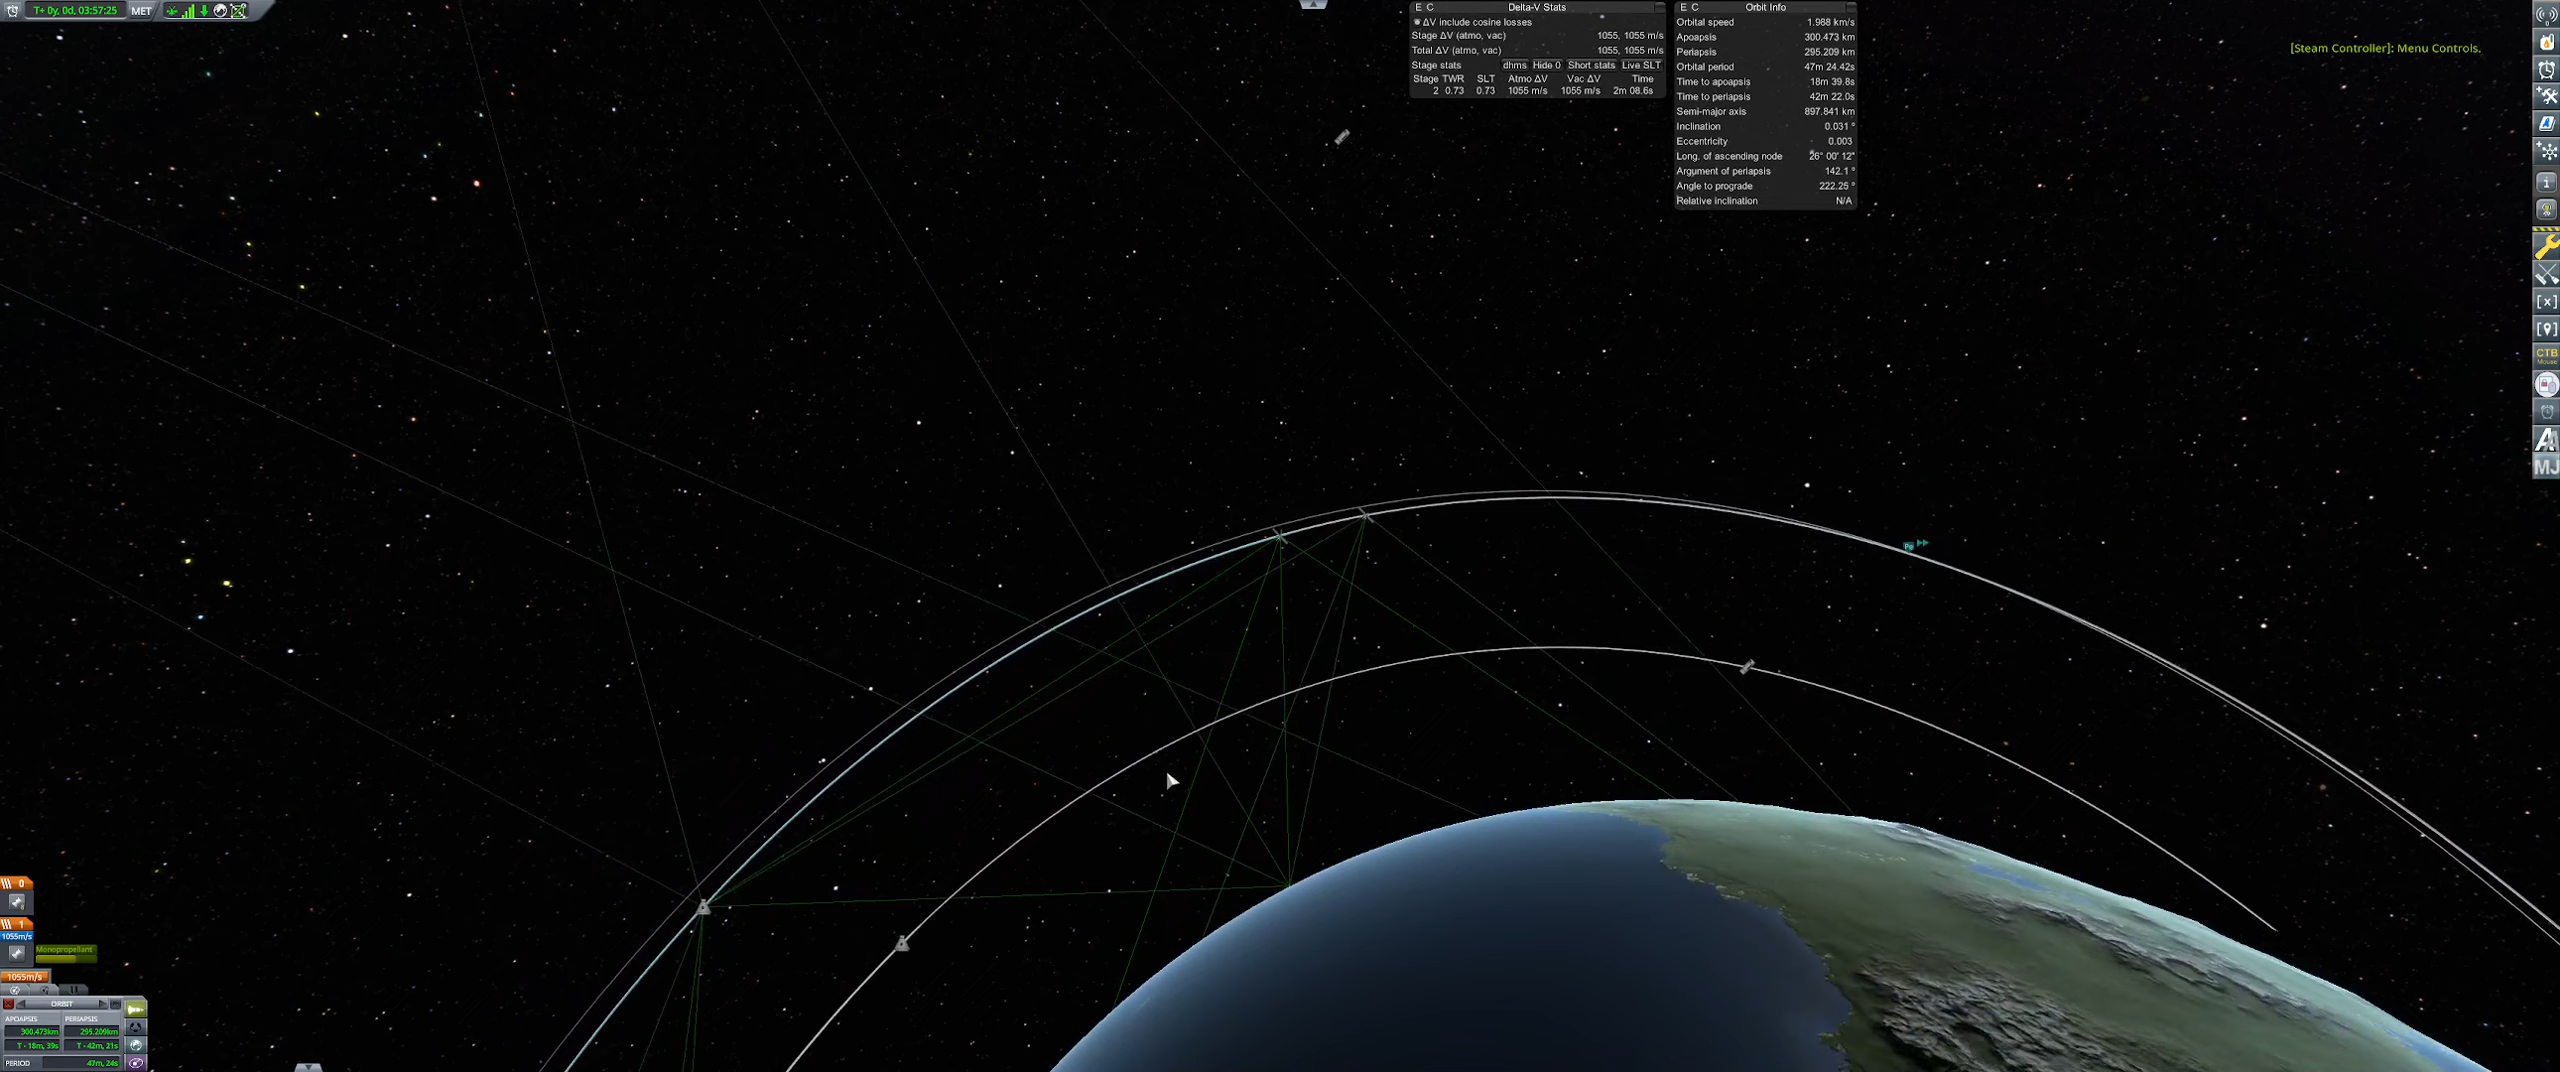 T+ 0y, 0d, 03:57:25 MET
E C Delta-V Stats
ΔV include cosine losses
Stage ΔV (atmo, vac) 1055, 1055 m/s
Total ΔV (atmo, vac) 1055, 1055 m/s
Stage stats dhms Hide 0 Short stats Live SLT
Stage TWR SLT Atmo ΔV Vac ΔV Time
2 0.73 0.73 1055 m/s 1055 m/s 2m 08.6s
E C Orbit Info
Orbital speed 1.988 km/s
Apoapsis 300.473 km
Periapsis 295.209 km
Orbital period 47m 24.42s
Time to apoapsis 18m 39.8s
Time to periapsis 42m 22.0s
Semi-major axis 897.841 km
Inclination 0.031 °
Eccentricity 0.003
Long. of ascending node 26° 00' 12"
Argument of periapsis 142.1 °
Angle to prograde 222.25 °
Relative inclination N/A
[Steam Controller]: Menu Controls.
[x]
CTB
Mouse
MJ
Pe
0
1
1055m/s
Monopropellant
1055m/s
ORBIT
APOAPSIS PERIAPSIS
300.473km 295.209km
T - 18m, 39s T - 42m, 21s
PERIOD 47m, 24s